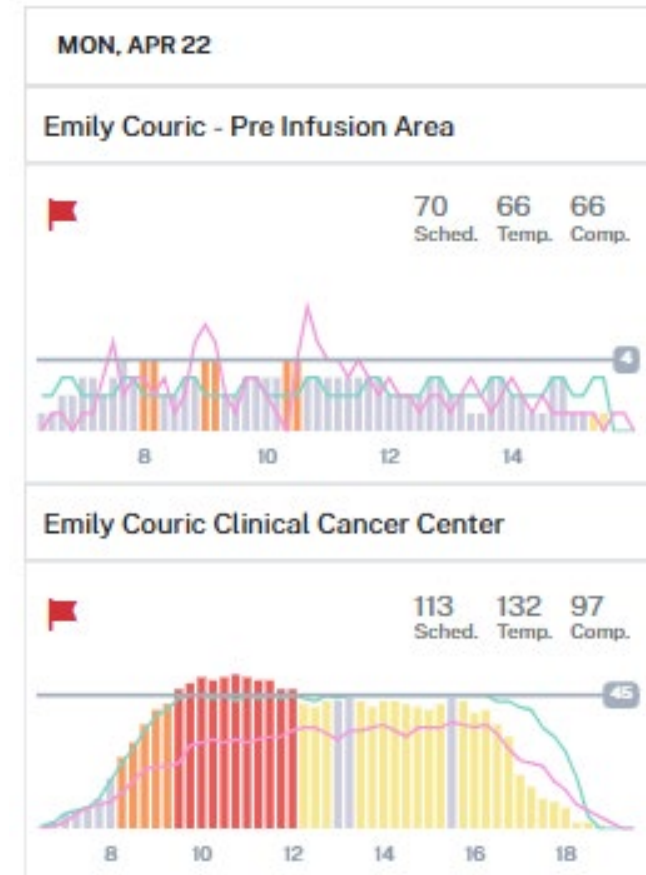 MON, APR 22
Emily Couric - Pre Infusion Area
70 66 66
Sched. Temp. Comp.
4
8 10 12 14
Emily Couric Clinical Cancer Center
113 132 97
Sched. Temp. Comp.
45
8 10 12 14 16 18